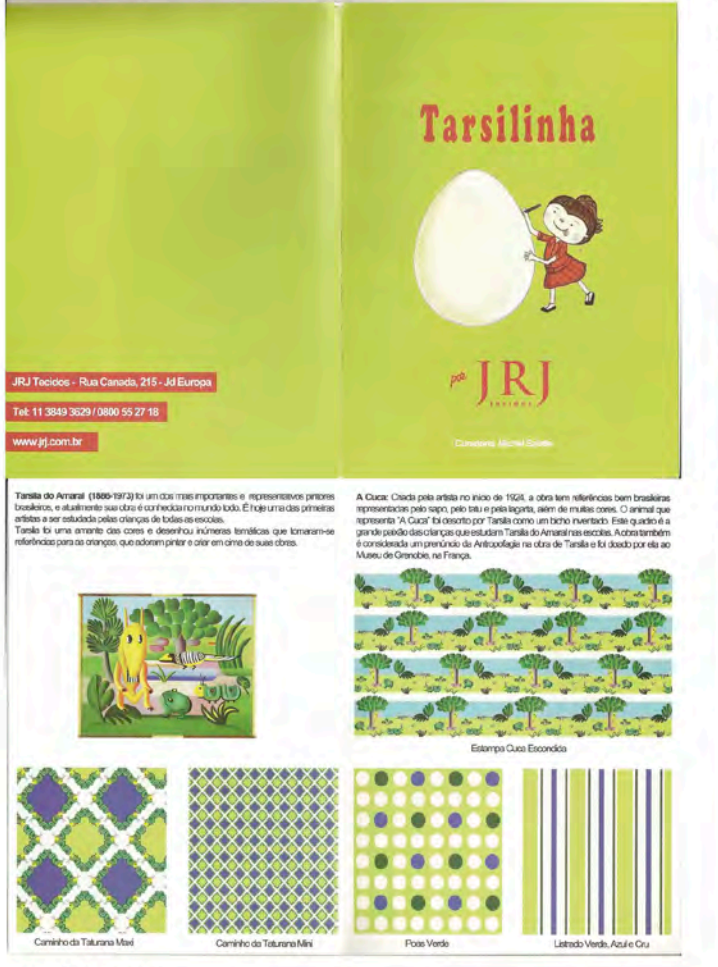 Tarsilinha
por JRJ
tecidos
Curadoria Michel
JRJ Tecidos - Rua Canada, 215 - Jd Europa
Tel: 11 3849 3629 / 0800 55 27 18
www.jrj.com.br
Tarsila do Amaral (1886-1973) foi um dos mais importantes e representativos pintores
brasileiros, e atualmente sua obra é conhecida no mundo todo. É hoje uma das primeiras
artistas a ser estudada pelas crianças de todas as escolas.
Tarsila foi uma amante das cores e desenhou inúmeras temáticas que tornaram-se
referências para as crianças, que adoram pintar e criar em cima de suas obras.
A Cuca: Criada pela artista no inicio de 1924, a obra tem referências bem brasileiras
representadas pelo sapo, pelo tatu e pela lagarta, além de muitas cores. O animal que
representa "A Cuca" foi descrito por Tarsila como um bicho inventado. Este quadro é a
grande paixão das crianças que estudam Tarsila do Amaral nas escolas. A obra também
é considerada um prenúncio da Antropofagia na obra de Tarsila e foi doado por ela ao
Museu de Grenoble, na França.
Estampa Cuca Escondida
Caminho da Taturana Maxi
Caminho da Taturana Mini
Poás Verde
Listrado Verde, Azul e Cru